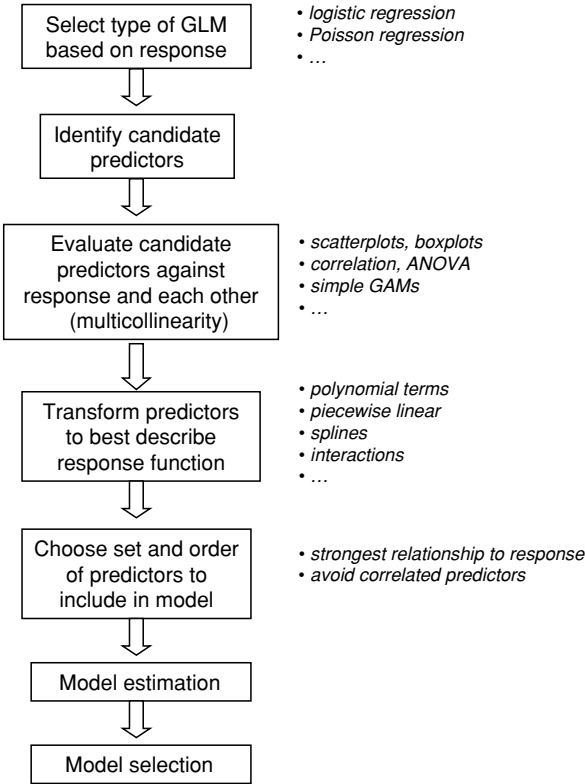 Select type of GLM
based on response
• logistic regression
• Poisson regression
• …
Identify candidate
predictors
Evaluate candidate
predictors against
response and each other
(multicollinearity)
• scatterplots, boxplots
• correlation, ANOVA
• simple GAMs
• …
Transform predictors
to best describe
response function
• polynomial terms
• piecewise linear
• splines
• interactions
• …
Choose set and order
of predictors to
include in model
• strongest relationship to response
• avoid correlated predictors
Model estimation
Model selection